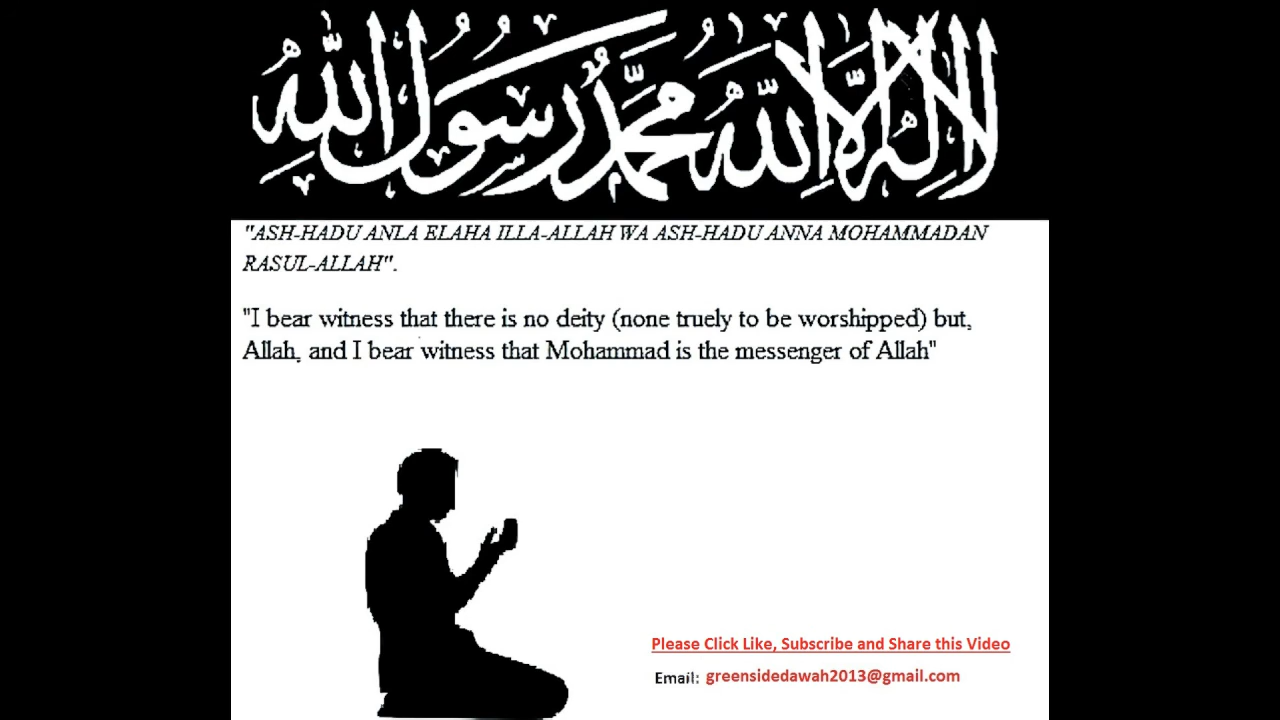 لا إله إلا الله محمد رسول الله
"ASH-HADU ANLA ELAHA ILLA-ALLAH WA ASH-HADU ANNA MOHAMMADAN
RASUL-ALLAH".
"I bear witness that there is no deity (none truely to be worshipped) but,
Allah, and I bear witness that Mohammad is the messenger of Allah"
Please Click Like, Subscribe and Share this Video
Email: greensidedawah2013@gmail.com